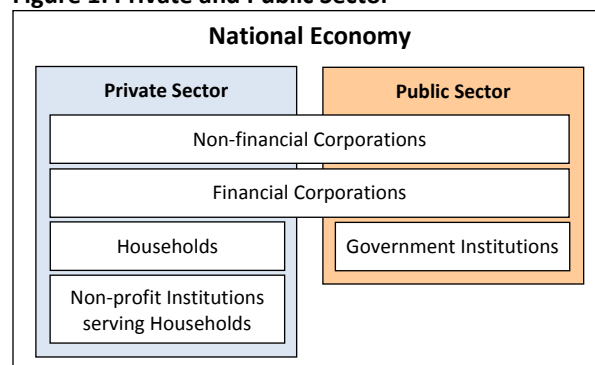 Figure 1: Private and Public Sector
National Economy
Private Sector
Public Sector
Non-financial Corporations
Financial Corporations
Households
Government Institutions
Non-profit Institutions
serving Households